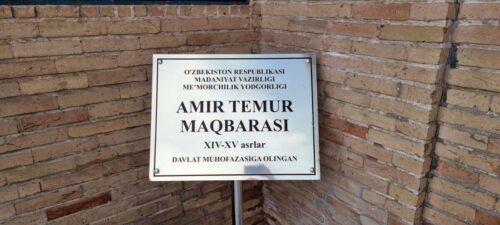 O'ZBEKISTON RESPUBLIKASI
MADANIYAT VAZIRLIGI
ME'MORCHILIK YODGORLIGI
AMIR TEMUR
MAQBARASI
XIV-XV asrlar
DAVLAT MUHOFAZASIGA OLINGAN